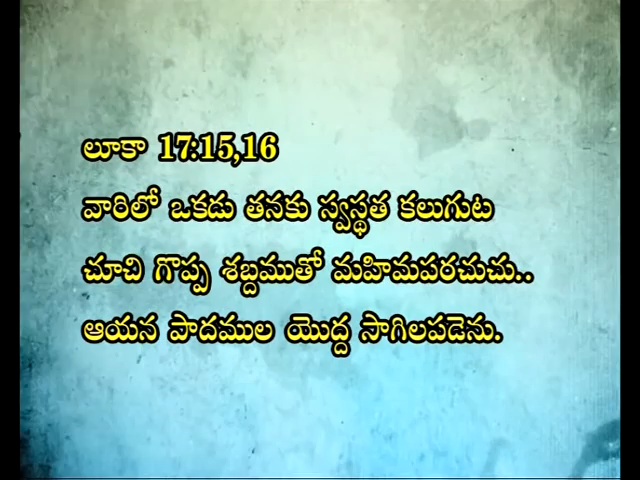 లూకా 17:15,16
వారిలో ఒకడు తనకు స్వస్థత కలుగుట
చూచి గొప్ప శబ్దముతో మహిమపరచుచు..
ఆయన పాదముల యొద్ద సాగిలపడెను.